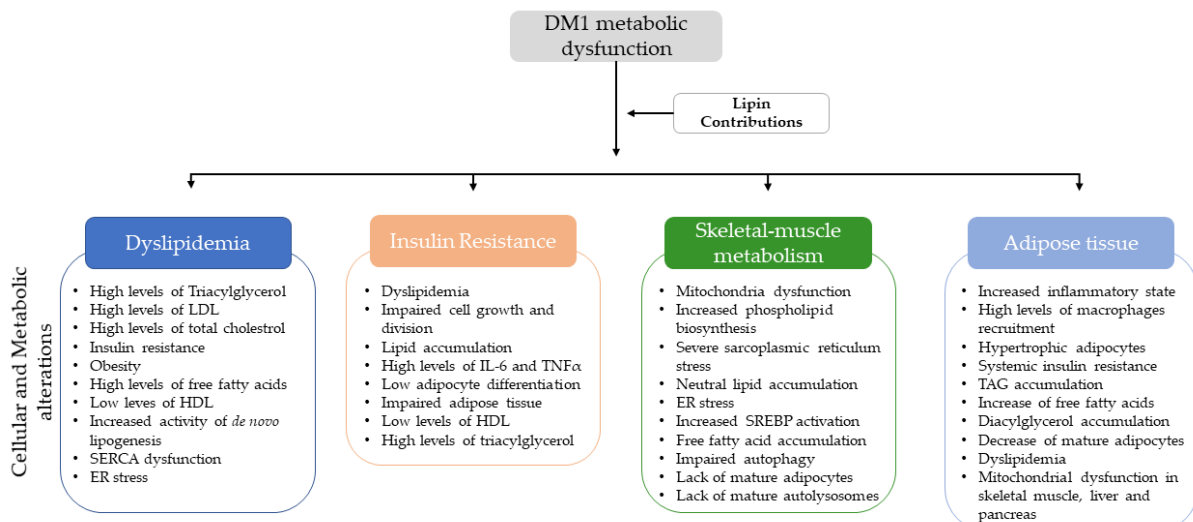 DM1 metabolic
dysfunction
Lipin
Contributions
Dyslipidemia
Insulin Resistance
Skeletal-muscle
metabolism
Adipose tissue
Cellular and Metabolic
alterations
• High levels of Triacylglycerol
• High levels of LDL
• High levels of total cholestrol
• Insulin resistance
• Obesity
• High levels of free fatty acids
• Low leves of HDL
• Increased activity of de novo
lipogenesis
• SERCA dysfunction
• ER stress
• Dyslipidemia
• Impaired cell growth and
division
• Lipid accumulation
• High levels of IL-6 and TNFα
• Low adipocyte differentiation
• Impaired adipose tissue
• Low levels of HDL
• High levels of triacylglycerol
• Mitochondria dysfunction
• Increased phospholipid
biosynthesis
• Severe sarcoplasmic reticulum
stress
• Neutral lipid accumulation
• ER stress
• Increased SREBP activation
• Free fatty acid accumulation
• Impaired autophagy
• Lack of mature adipocytes
• Lack of mature autolysosomes
• Increased inflammatory state
• High levels of macrophages
recruitment
• Hypertrophic adipocytes
• Systemic insulin resistance
• TAG accumulation
• Increase of free fatty acids
• Diacylglycerol accumulation
• Decrease of mature adipocytes
• Dyslipidemia
• Mitochondrial dysfunction in
skeletal muscle, liver and
pancreas